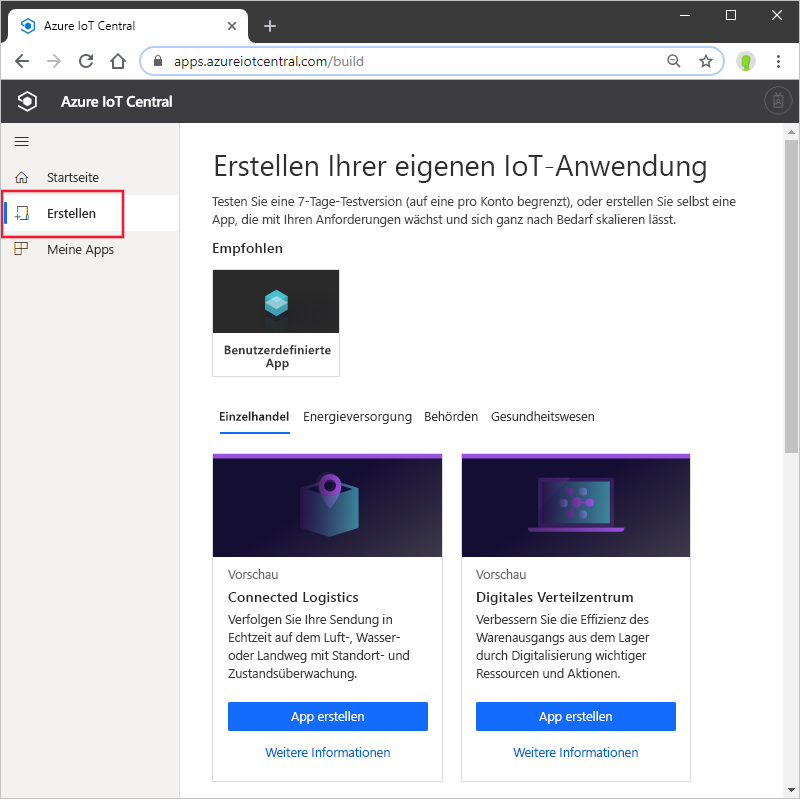 Azure IoT Central
apps.azureiotcentral.com/build
Azure IoT Central
Startseite
Erstellen
Meine Apps
Erstellen Ihrer eigenen IoT-Anwendung
Testen Sie eine 7-Tage-Testversion (auf eine pro Konto begrenzt), oder erstellen Sie selbst eine
App, die mit Ihren Anforderungen wächst und sich ganz nach Bedarf skalieren lässt.
Empfohlen
Benutzerdefinierte
App
Einzelhandel Energieversorgung Behörden Gesundheitswesen
Vorschau
Connected Logistics
Verfolgen Sie Ihre Sendung in
Echtzeit auf dem Luft-, Wasser-
oder Landweg mit Standort- und
Zustandsüberwachung.
App erstellen
Weitere Informationen
Vorschau
Digitales Verteilzentrum
Verbessern Sie die Effizienz des
Warenausgangs aus dem Lager
durch Digitalisierung wichtiger
Ressourcen und Aktionen.
App erstellen
Weitere Informationen